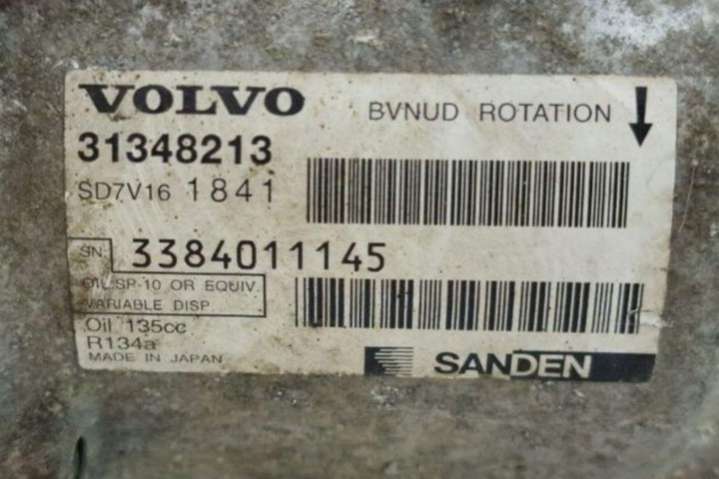 VOLVO BVNUD ROTATION
31348213
SD7V16 1841
SN 3384011145
OIL:SP-10 OR EQUIV.
VARIABLE DISP
Oil 135cc
R134a
MADE IN JAPAN
SANDEN